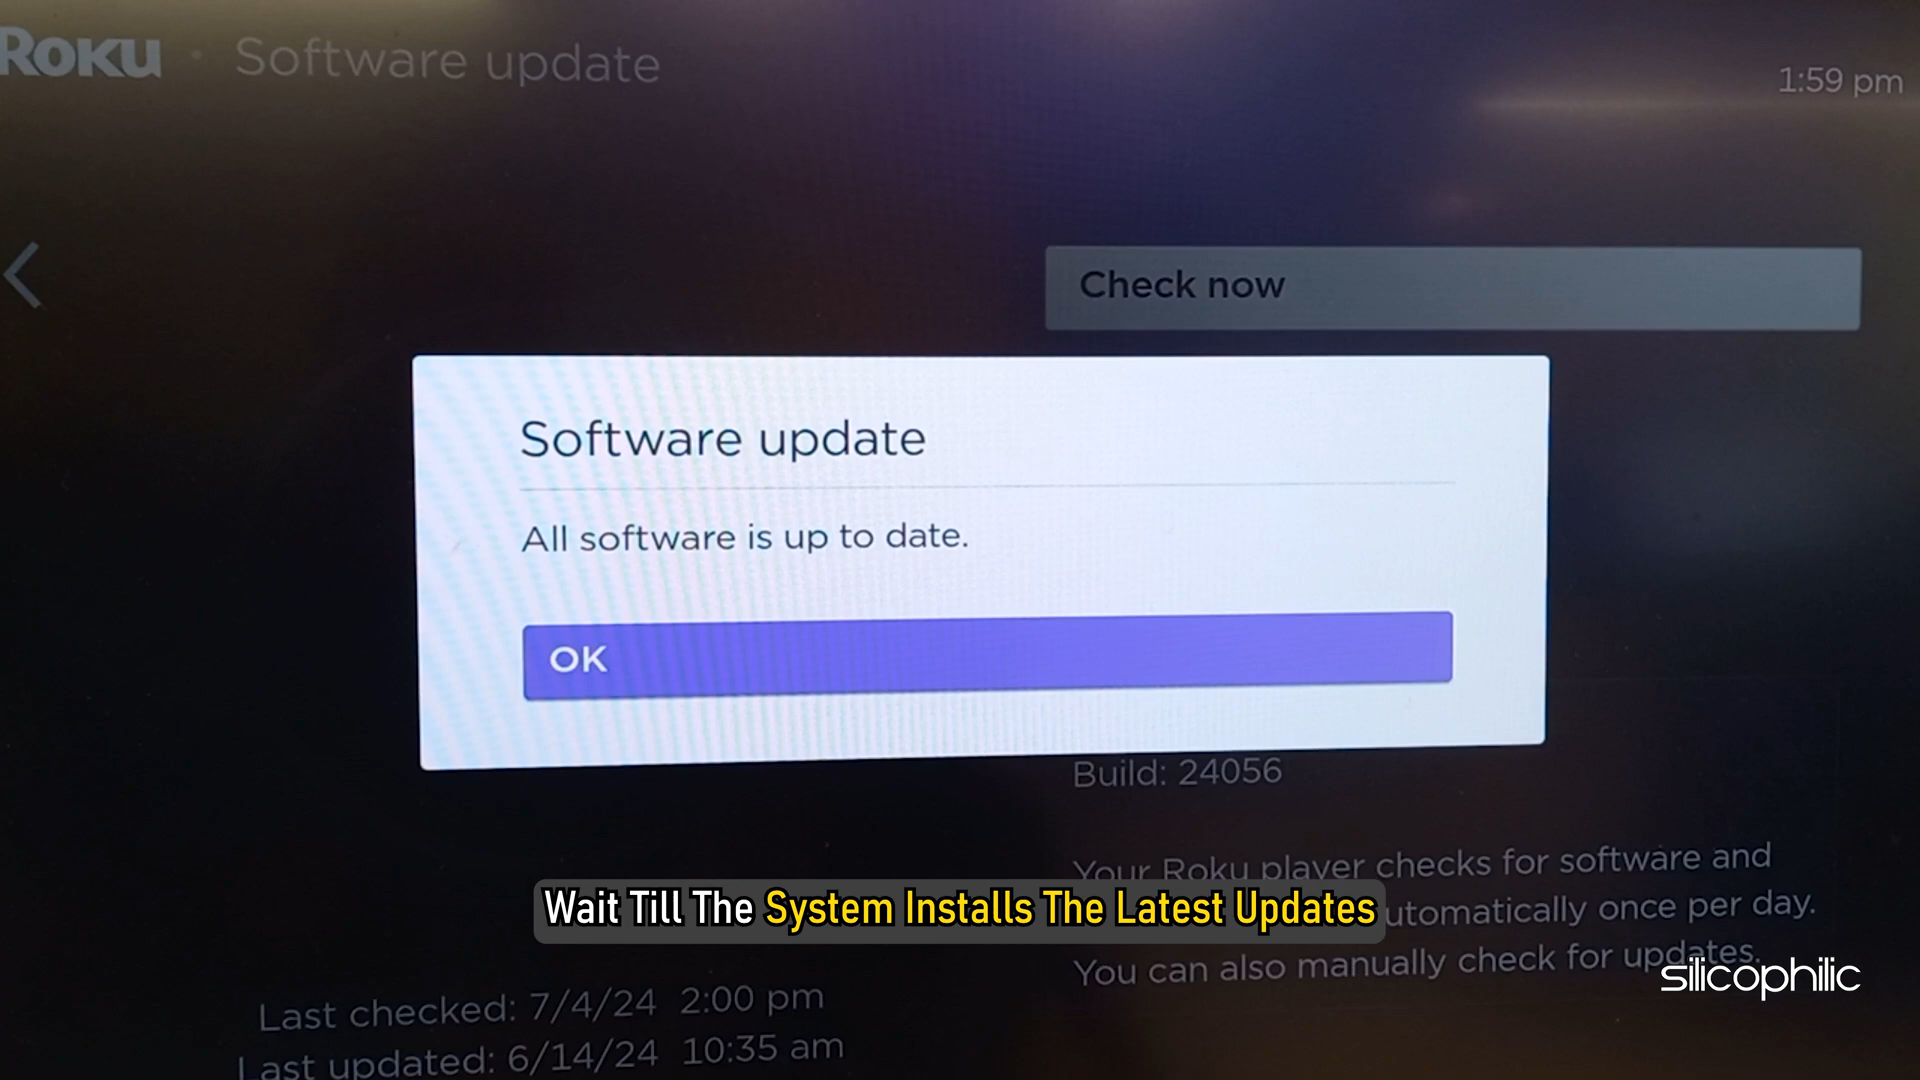 Roku • Software update
1:59 pm
Check now
Software update
All software is up to date.
OK
Build: 24056
Your Roku player checks for software and
utomatically once per day.
You can also manually check for updates.
Wait Till The System Installs The Latest Updates
silicophilic
Last checked: 7/4/24 2:00 pm
Last updated: 6/14/24 10:35 am